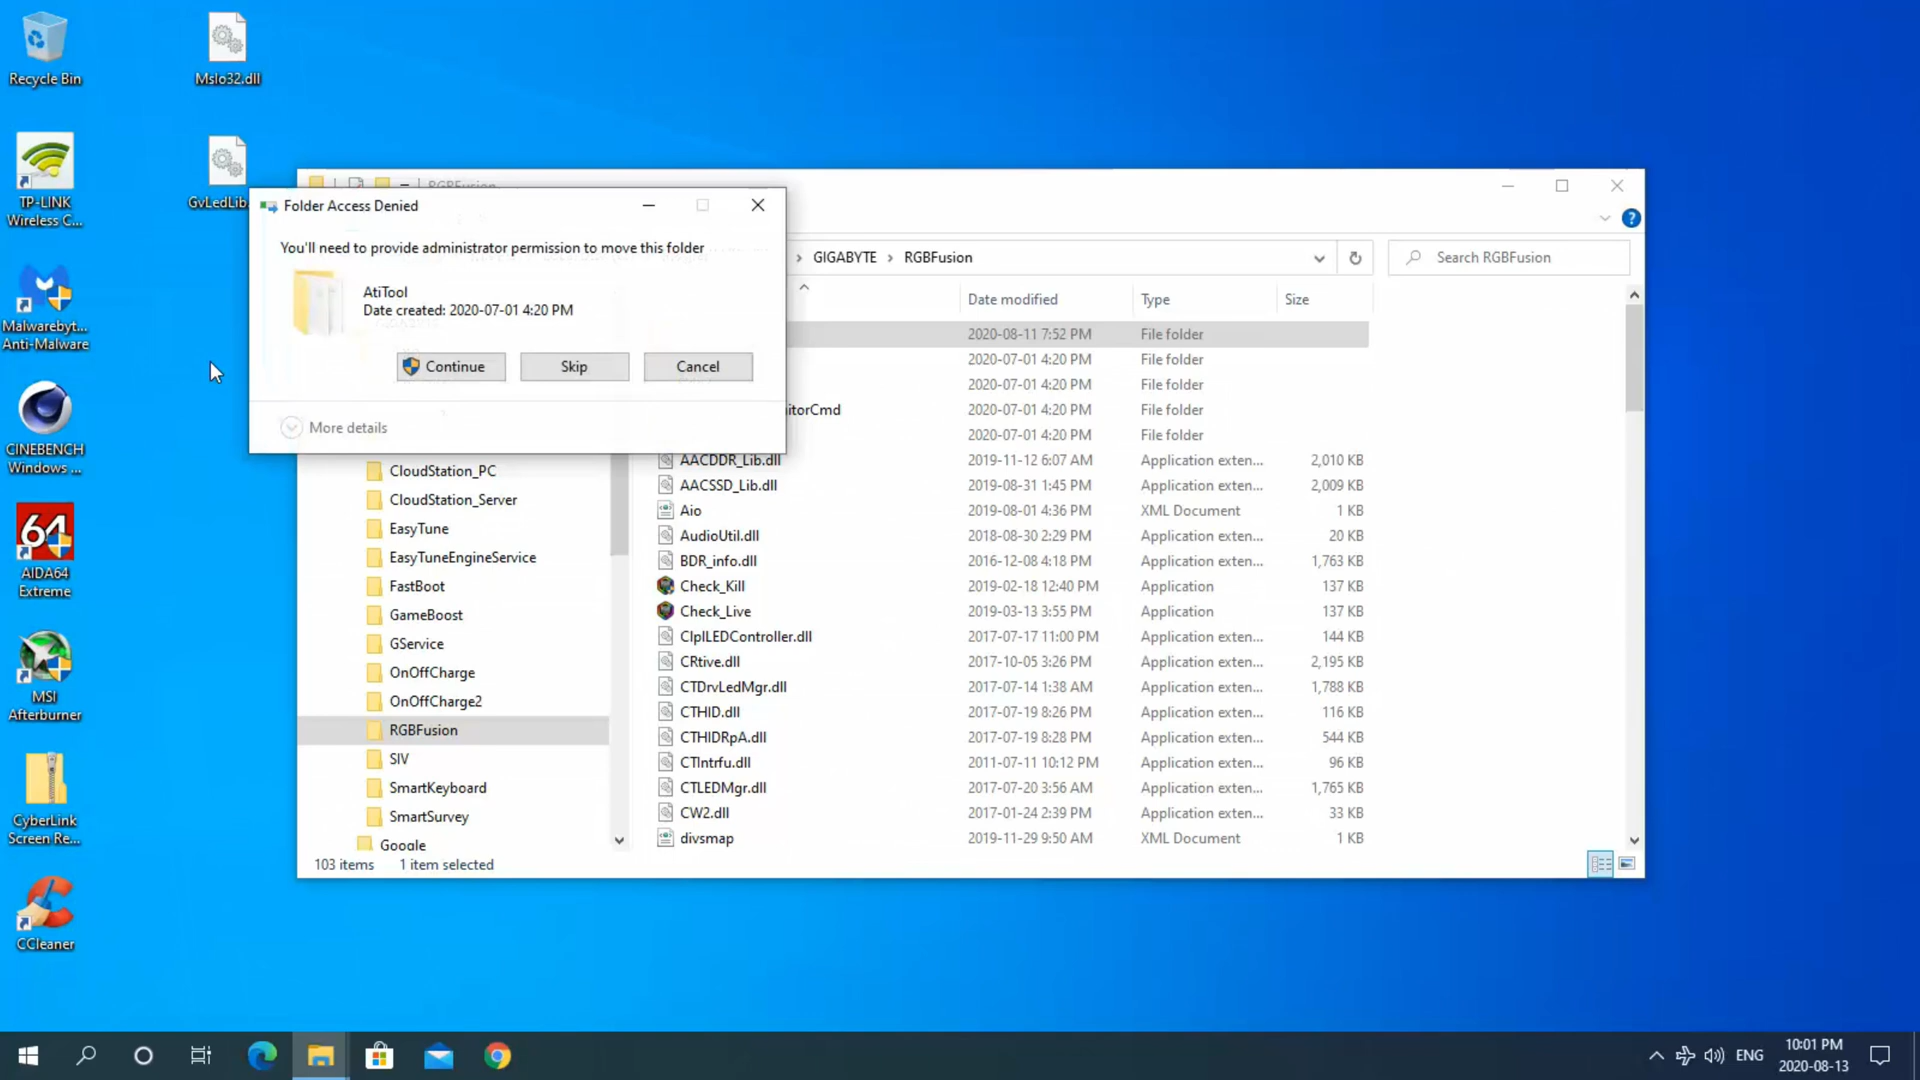 Recycle Bin
Mslo32.dll
TP-LINK
Wireless C...
GvLedLib.
Malwarebyt...
Anti-Malware
CINEBENCH
Windows ...
64
AIDA64
Extreme
MSI
Afterburner
CyberLink
Screen Re...
CCleaner
RGBFusion
Folder Access Denied
You'll need to provide administrator permission to move this folder
AtiTool
Date created: 2020-07-01 4:20 PM
Continue
Skip
Cancel
More details
GIGABYTE
RGBFusion
Search RGBFusion
Date modified
Type
Size
2020-08-11 7:52 PM File folder
2020-07-01 4:20 PM File folder
2020-07-01 4:20 PM File folder
itorCmd 2020-07-01 4:20 PM File folder
2020-07-01 4:20 PM File folder
AACDDR_Lib.dll 2019-11-12 6:07 AM Application exten... 2,010 KB
AACSSD_Lib.dll 2019-08-31 1:45 PM Application exten... 2,009 KB
Aio 2019-08-01 4:36 PM XML Document 1 KB
AudioUtil.dll 2018-08-30 2:29 PM Application exten... 20 KB
BDR_info.dll 2016-12-08 4:18 PM Application exten... 1,763 KB
Check_Kill 2019-02-18 12:40 PM Application 137 KB
Check_Live 2019-03-13 3:55 PM Application 137 KB
ClplLEDController.dll 2017-07-17 11:00 PM Application exten... 144 KB
CRtive.dll 2017-10-05 3:26 PM Application exten... 2,195 KB
CTDrvLedMgr.dll 2017-07-14 1:38 AM Application exten... 1,788 KB
CTHID.dll 2017-07-19 8:26 PM Application exten... 116 KB
CTHIDRpA.dll 2017-07-19 8:28 PM Application exten... 544 KB
CTIntrfu.dll 2011-07-11 10:12 PM Application exten... 96 KB
CTLEDMgr.dll 2017-07-20 3:56 AM Application exten... 1,765 KB
CW2.dll 2017-01-24 2:39 PM Application exten... 33 KB
divsmap 2019-11-29 9:50 AM XML Document 1 KB
CloudStation_PC
CloudStation_Server
EasyTune
EasyTuneEngineService
FastBoot
GameBoost
GService
OnOffCharge
OnOffCharge2
RGBFusion
SIV
SmartKeyboard
SmartSurvey
Google
103 items
1 item selected
ENG
10:01 PM
2020-08-13